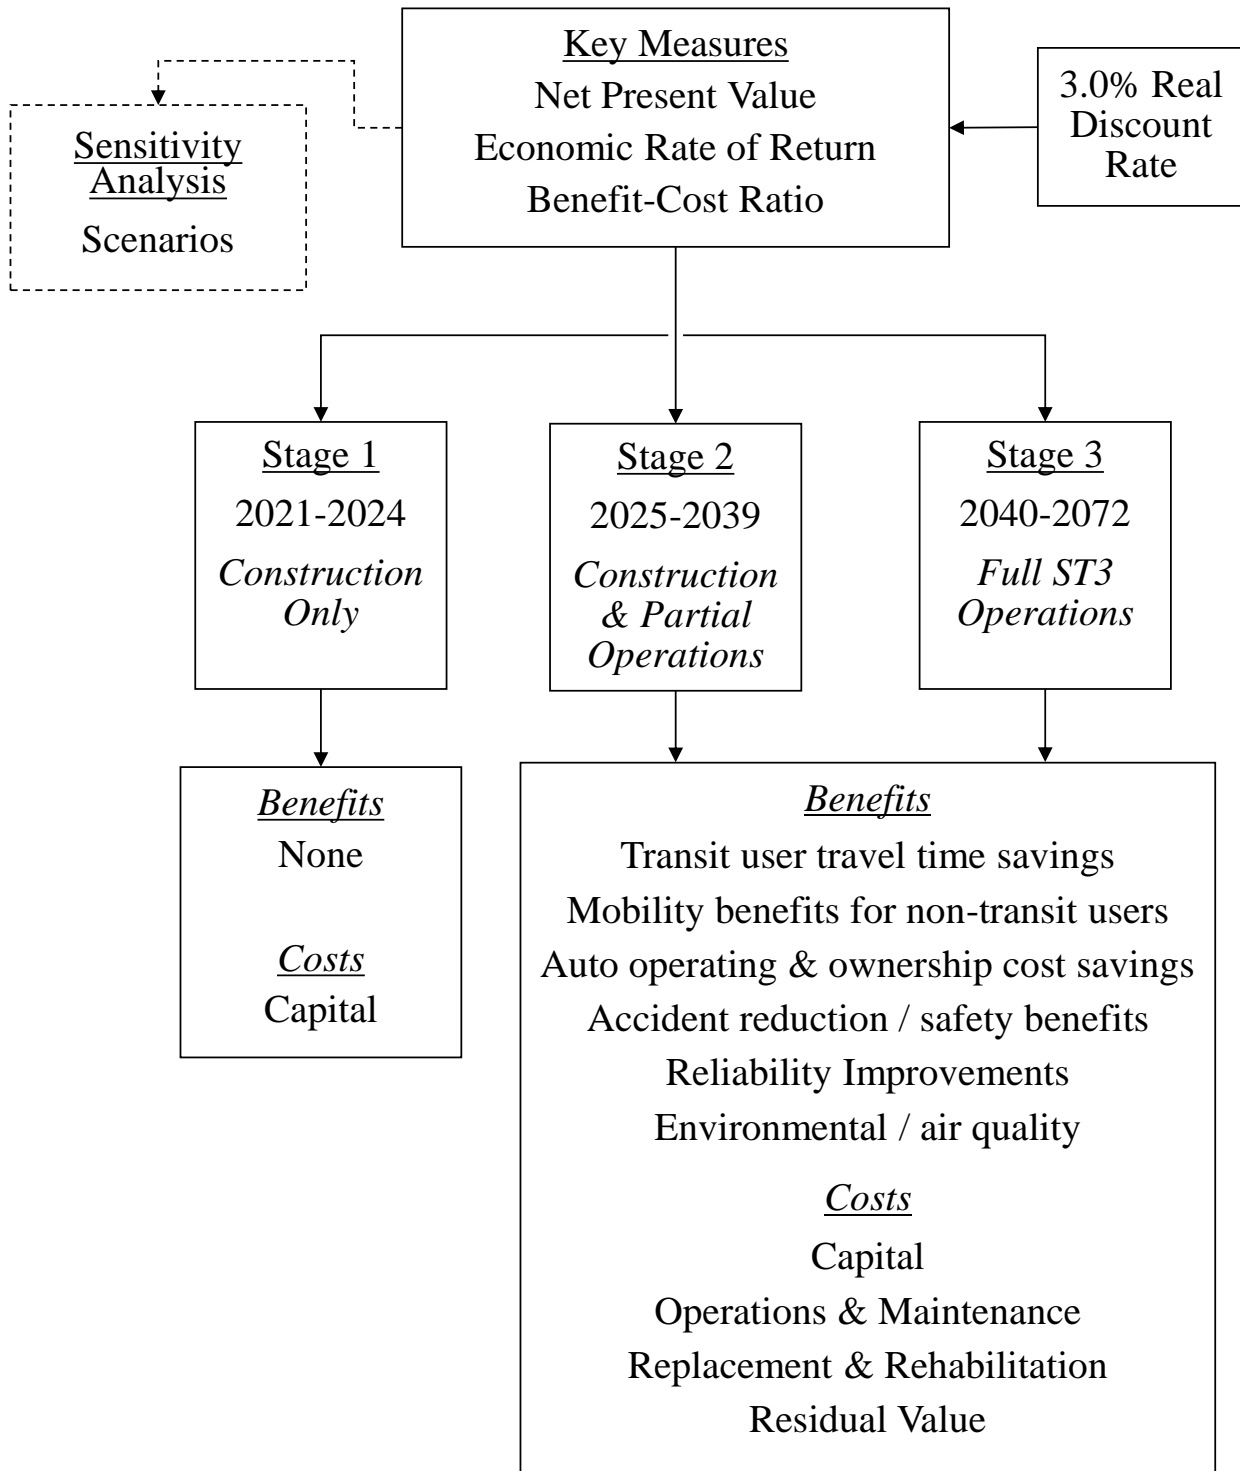 Key Measures
Net Present Value
Economic Rate of Return
Benefit-Cost Ratio
3.0% Real
Discount
Rate
Sensitivity
Analysis
Scenarios
Stage 1
2021-2024
Construction
Only
Stage 2
2025-2039
Construction
& Partial
Operations
Stage 3
2040-2072
Full ST3
Operations
Benefits
None
Costs
Capital
Benefits
Transit user travel time savings
Mobility benefits for non-transit users
Auto operating & ownership cost savings
Accident reduction / safety benefits
Reliability Improvements
Environmental / air quality
Costs
Capital
Operations & Maintenance
Replacement & Rehabilitation
Residual Value